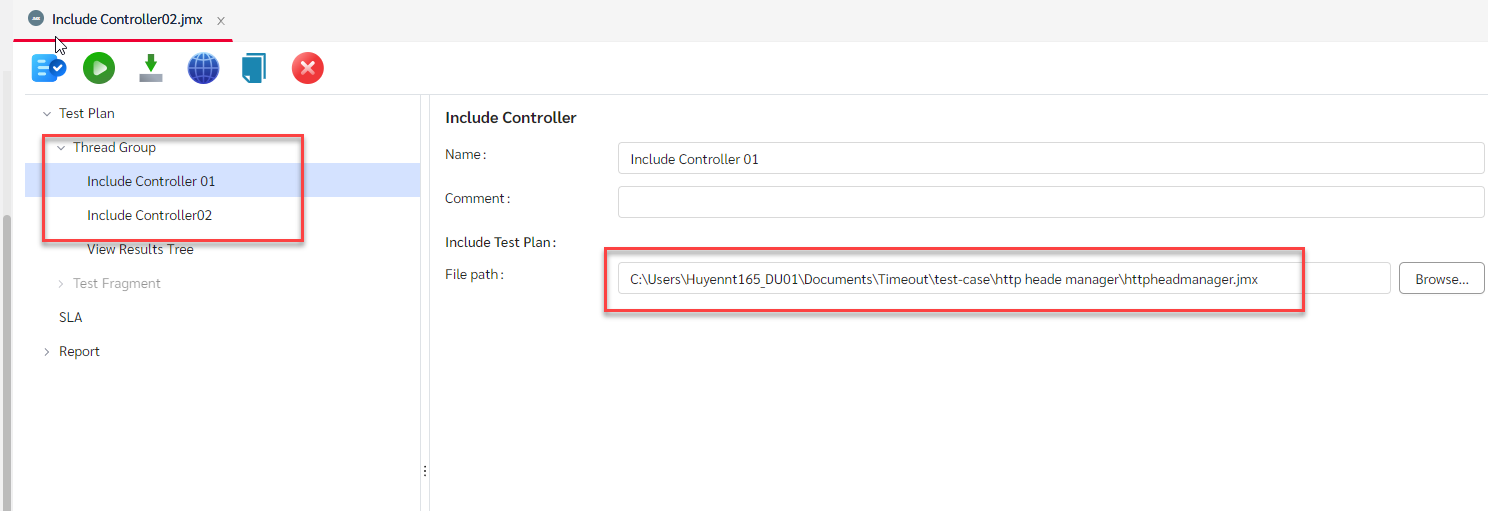 Include Controller02.jmx
Test Plan
Thread Group
Include Controller 01
Include Controller02
View Results Tree
Test Fragment
SLA
Report
Include Controller
Name :
Include Controller 01
Comment :
Include Test Plan :
File path :
C:\Users\Huyennt165_DU01\Documents\Timeout\test-case\http heade manager\httpheadmanager.jmx
Browse...